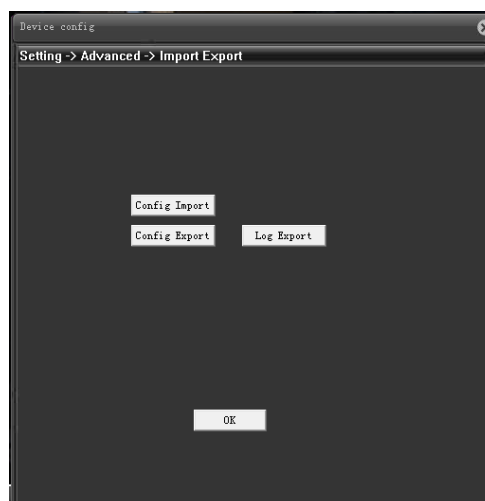 Device config
Setting -> Advanced -> Import Export
Config Import
Config Export
Log Export
OK